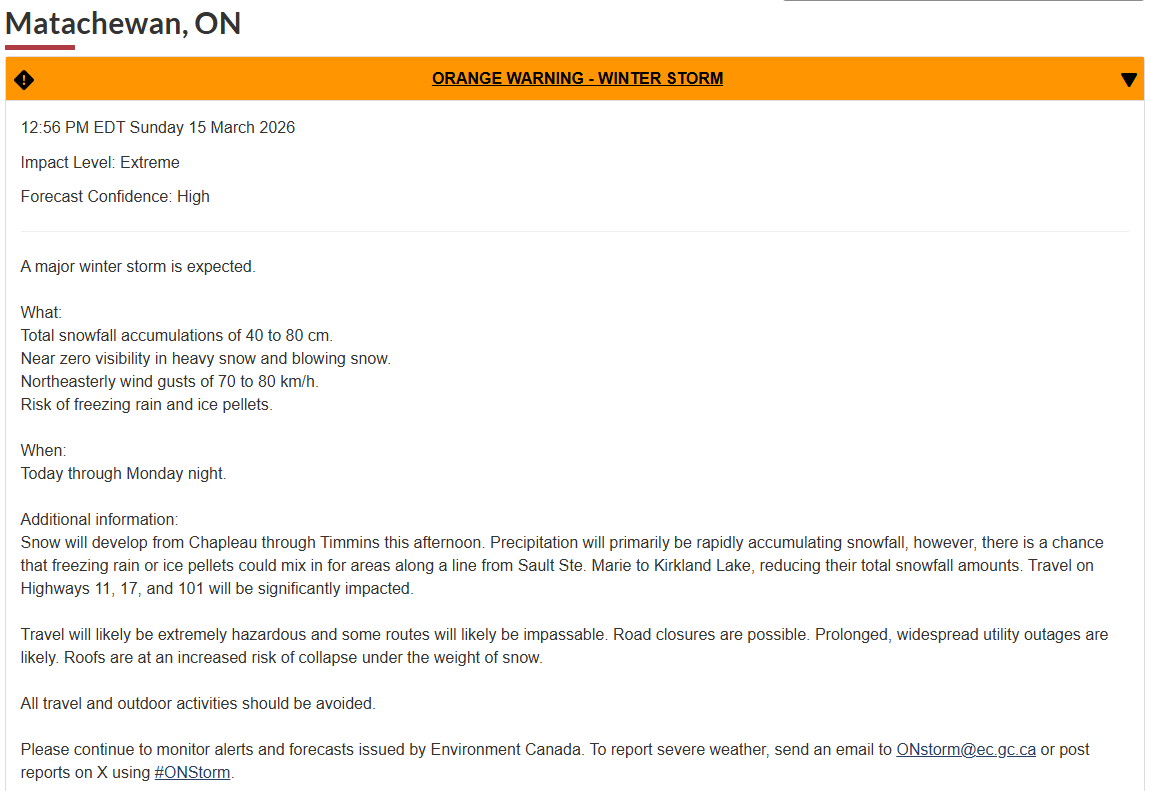 Matachewan, ON
ORANGE WARNING - WINTER STORM
12:56 PM EDT Sunday 15 March 2026
Impact Level: Extreme
Forecast Confidence: High
A major winter storm is expected.
What:
Total snowfall accumulations of 40 to 80 cm.
Near zero visibility in heavy snow and blowing snow.
Northeasterly wind gusts of 70 to 80 km/h.
Risk of freezing rain and ice pellets.
When:
Today through Monday night.
Additional information:
Snow will develop from Chapleau through Timmins this afternoon. Precipitation will primarily be rapidly accumulating snowfall, however, there is a chance
that freezing rain or ice pellets could mix in for areas along a line from Sault Ste. Marie to Kirkland Lake, reducing their total snowfall amounts. Travel on
Highways 11, 17, and 101 will be significantly impacted.
Travel will likely be extremely hazardous and some routes will likely be impassable. Road closures are possible. Prolonged, widespread utility outages are
likely. Roofs are at an increased risk of collapse under the weight of snow.
All travel and outdoor activities should be avoided.
Please continue to monitor alerts and forecasts issued by Environment Canada. To report severe weather, send an email to ONstorm@ec.gc.ca or post
reports on X using #ONStorm.